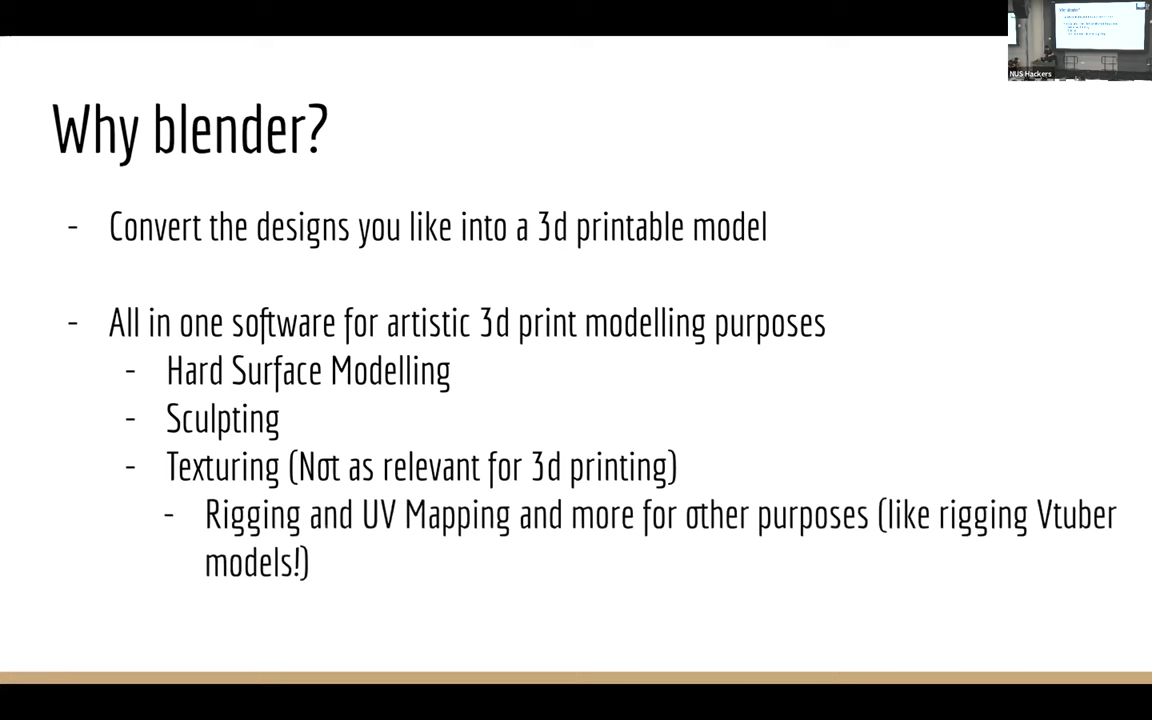 NUS Hackers
Why blender?
- Convert the designs you like into a 3d printable model
- All in one software for artistic 3d print modelling purposes
- Hard Surface Modelling
- Sculpting
- Texturing (Not as relevant for 3d printing)
- Rigging and UV Mapping and more for other purposes (like rigging Vtuber
models!)